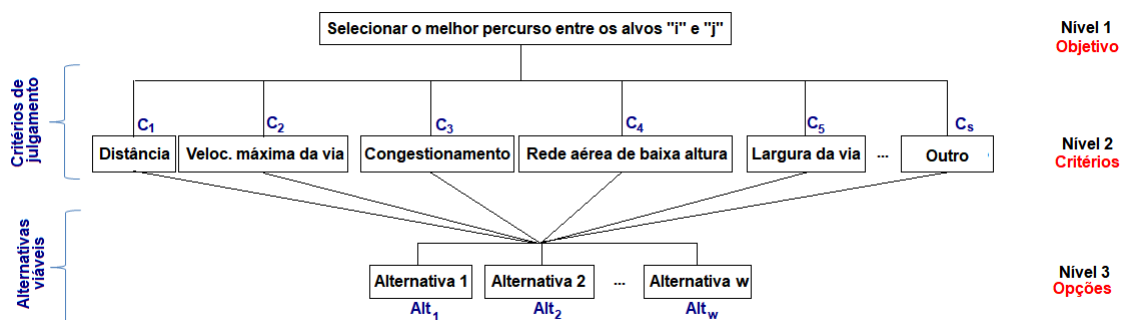 Selecionar o melhor percurso entre os alvos "i" e "j"
Nível 1
Objetivo
Critérios de
julgamento
C1
C2
C3
C4
C5
Cs
Distância
Veloc. máxima da via
Congestionamento
Rede aérea de baixa altura
Largura da via
...
Outro
Nível 2
Critérios
Alternativas
viáveis
Alternativa 1
Alternativa 2
...
Alternativa w
Alt1
Alt2
Altw
Nível 3
Opções